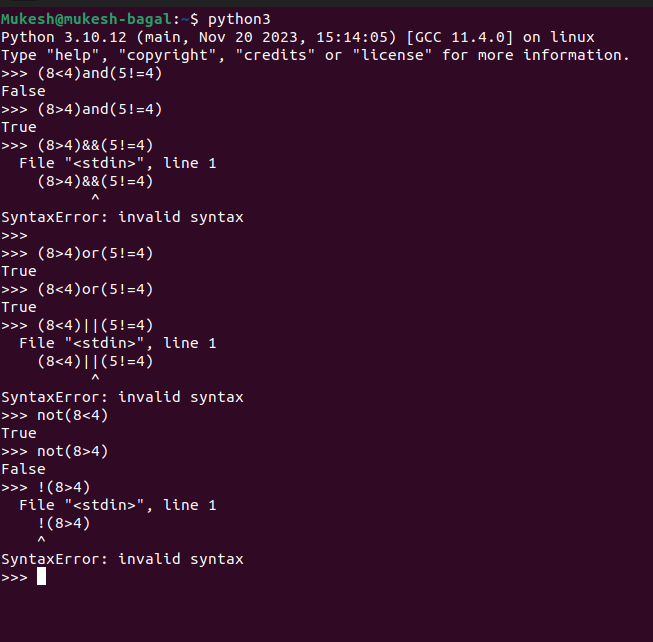 Mukesh@mukesh-bagal:~$ python3
Python 3.10.12 (main, Nov 20 2023, 15:14:05) [GCC 11.4.0] on linux
Type "help", "copyright", "credits" or "license" for more information.
>>> (8<4)and(5!=4)
False
>>> (8>4)and(5!=4)
True
>>> (8>4)&&(5!=4)
  File "<stdin>", line 1
    (8>4)&&(5!=4)
          ^
SyntaxError: invalid syntax
>>>
>>> (8>4)or(5!=4)
True
>>> (8<4)or(5!=4)
True
>>> (8<4)||(5!=4)
  File "<stdin>", line 1
    (8<4)||(5!=4)
          ^
SyntaxError: invalid syntax
>>> not(8<4)
True
>>> not(8>4)
False
>>> !(8>4)
  File "<stdin>", line 1
    !(8>4)
    ^
SyntaxError: invalid syntax
>>>